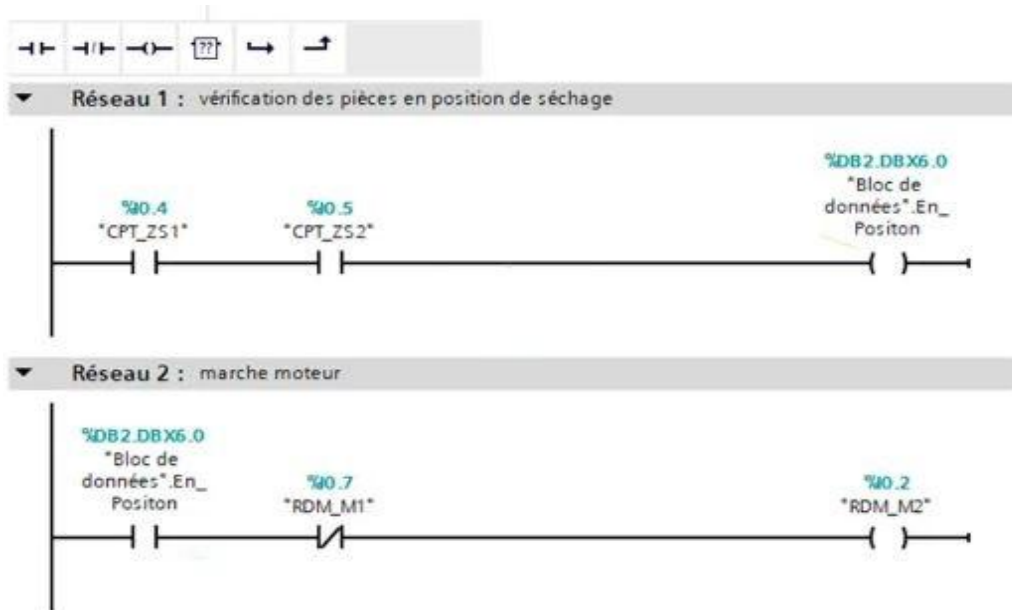 ??
Réseau 1 : vérification des pièces en position de séchage
%DB2.DBX6.0
"Bloc de
données".En_
Positon
%I0.4
"CPT_ZS1"
%I0.5
"CPT_ZS2"
Réseau 2 : marche moteur
%DB2.DBX6.0
"Bloc de
données".En_
Positon
%I0.7
"RDM_M1"
%I0.2
"RDM_M2"